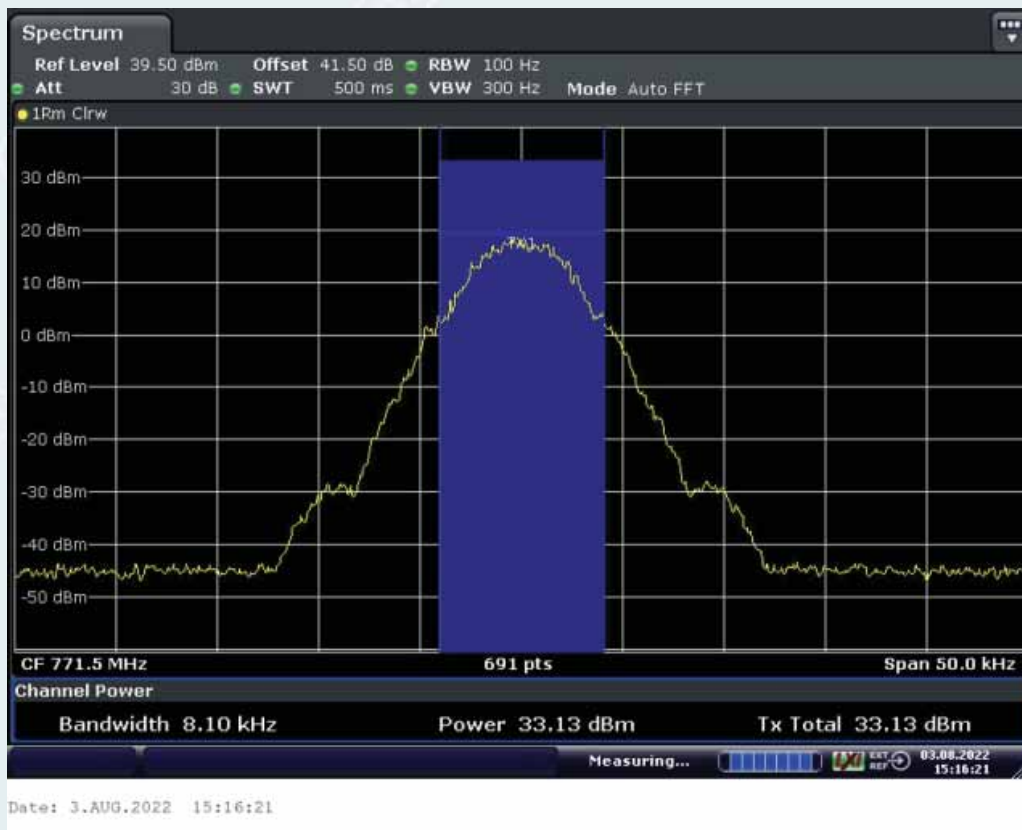 Spectrum
Ref Level 39.50 dBm Offset 41.50 dB RBW 100 Hz
Att 30 dB SWT 500 ms VBW 300 Hz Mode Auto FFT
1Rm Clrw
30 dBm
20 dBm
10 dBm
0 dBm
-10 dBm
-20 dBm
-30 dBm
-40 dBm
-50 dBm
CF 771.5 MHz 691 pts Span 50.0 kHz
Channel Power
Bandwidth 8.10 kHz Power 33.13 dBm Tx Total 33.13 dBm
Measuring... LXI EXT REF 03.08.2022
15:16:21
Date: 3.AUG.2022 15:16:21